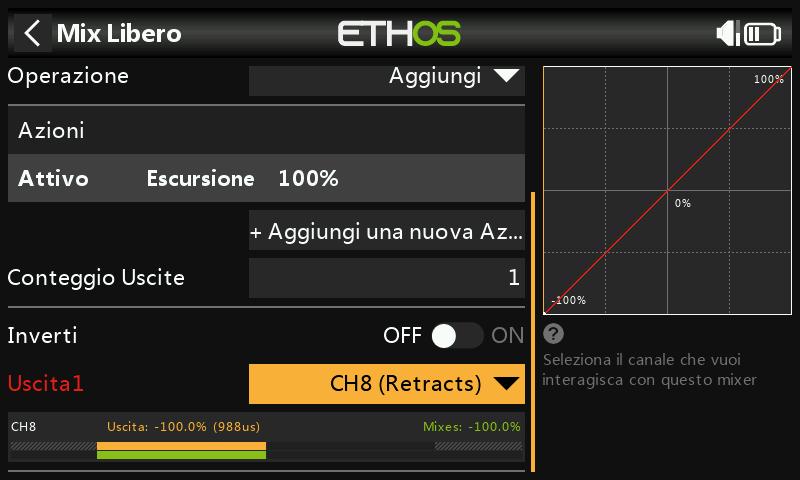 Mix Libero
ETHOS
Operazione
Aggiungi
Azioni
Attivo Escursione 100%
+ Aggiungi una nuova Az...
Conteggio Uscite
1
Inverti
OFF ON
Uscita1
CH8 (Retracts)
CH8 Uscita: -100.0% (988us) Mixes: -100.0%
100%
0%
-100%
?
Seleziona il canale che vuoi
interagisca con questo mixer